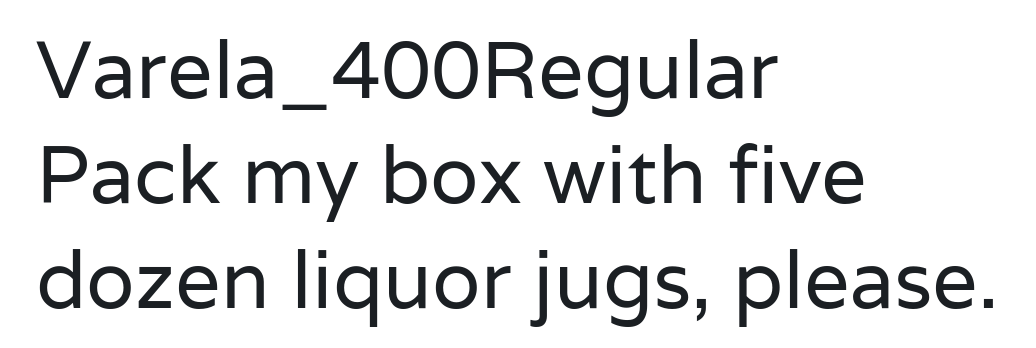 Varela_400Regular
Pack my box with five
dozen liquor jugs, please.